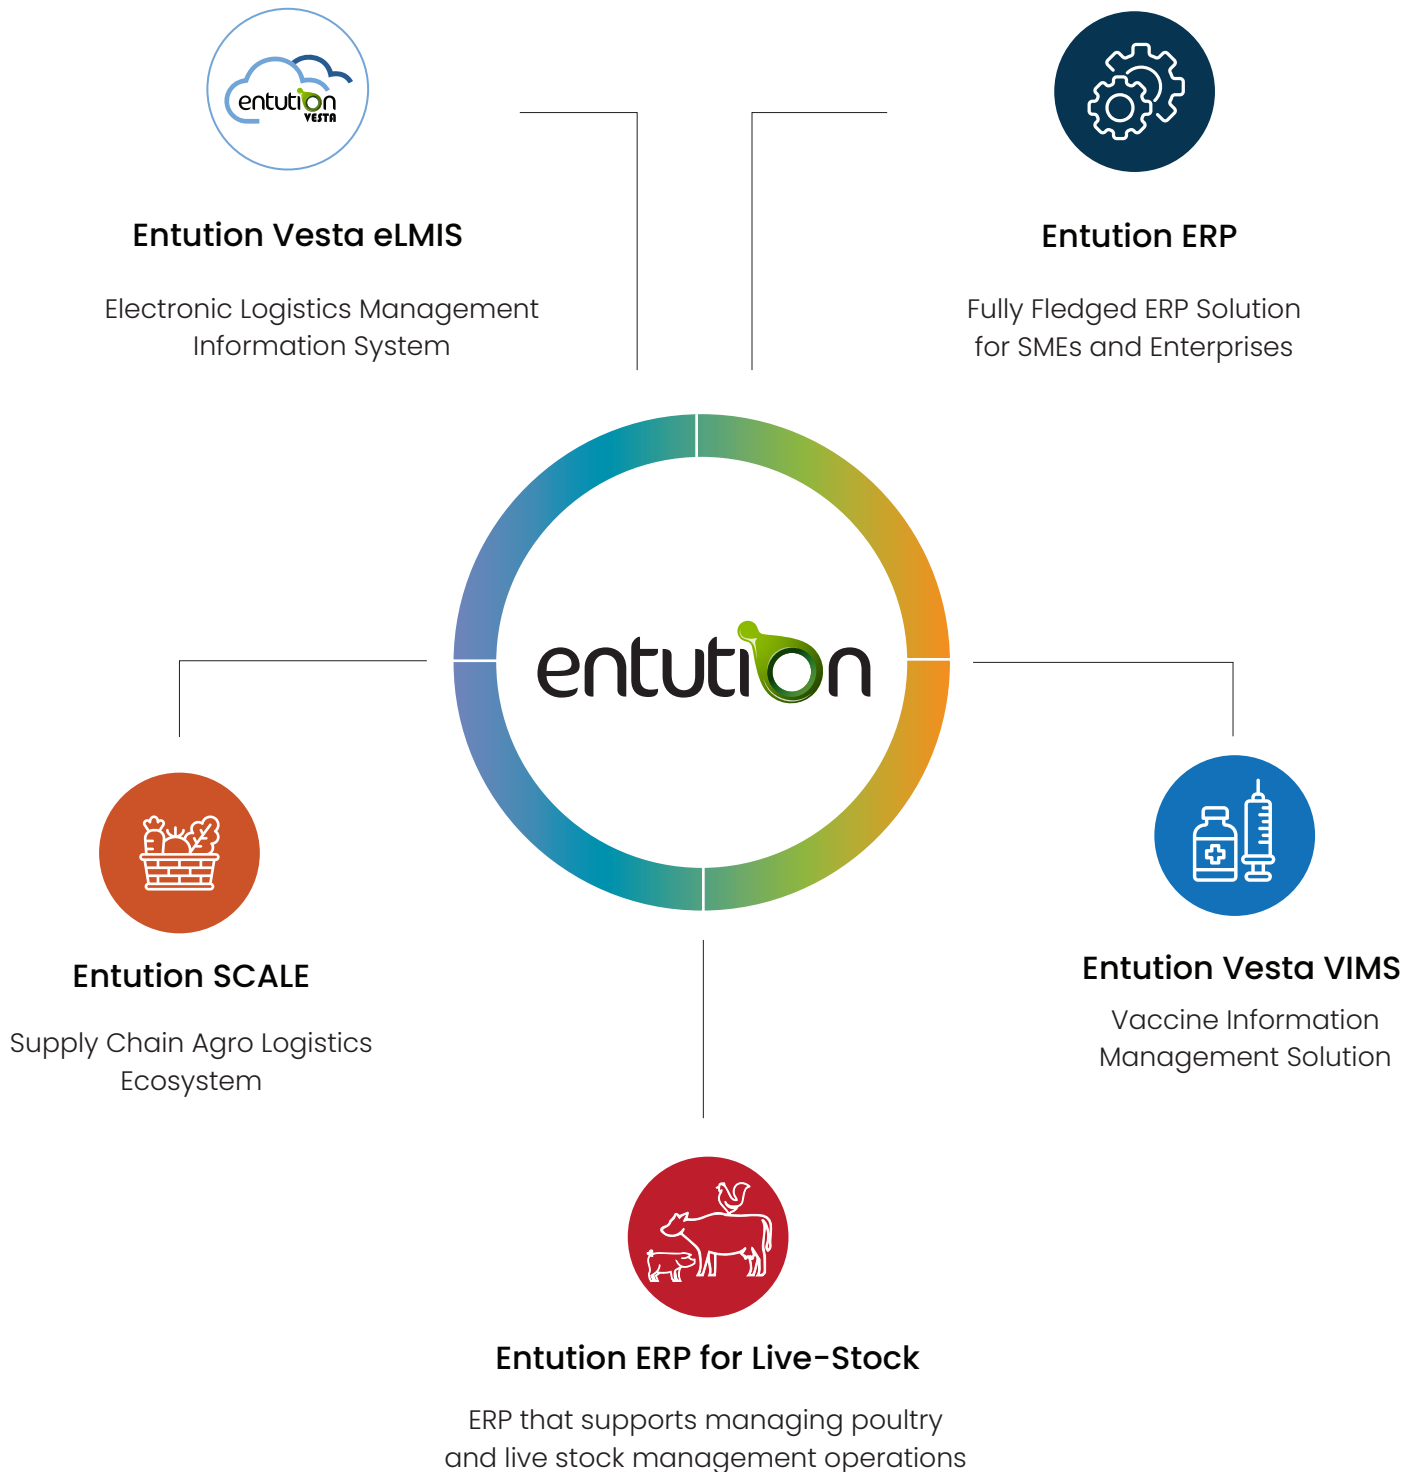 entution
VESTA
Entution Vesta eLMIS
Electronic Logistics Management
Information System
Entution ERP
Fully Fledged ERP Solution
for SMEs and Enterprises
entution
Entution SCALE
Supply Chain Agro Logistics
Ecosystem
Entution Vesta VIMS
Vaccine Information
Management Solution
Entution ERP for Live-Stock
ERP that supports managing poultry
and live stock management operations